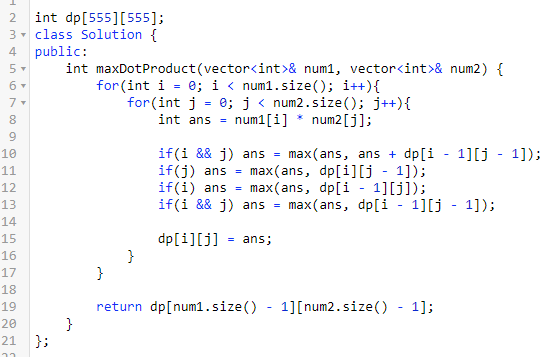 2 int dp[555][555];
3 class Solution {
4 public:
5     int maxDotProduct(vector<int>& num1, vector<int>& num2) {
6         for(int i = 0; i < num1.size(); i++){
7             for(int j = 0; j < num2.size(); j++){
8                 int ans = num1[i] * num2[j];
9
10                 if(i && j) ans = max(ans, ans + dp[i - 1][j - 1]);
11                 if(j) ans = max(ans, dp[i][j - 1]);
12                 if(i) ans = max(ans, dp[i - 1][j]);
13                 if(i && j) ans = max(ans, dp[i - 1][j - 1]);
14
15                 dp[i][j] = ans;
16             }
17         }
18
19         return dp[num1.size() - 1][num2.size() - 1];
20     }
21 };